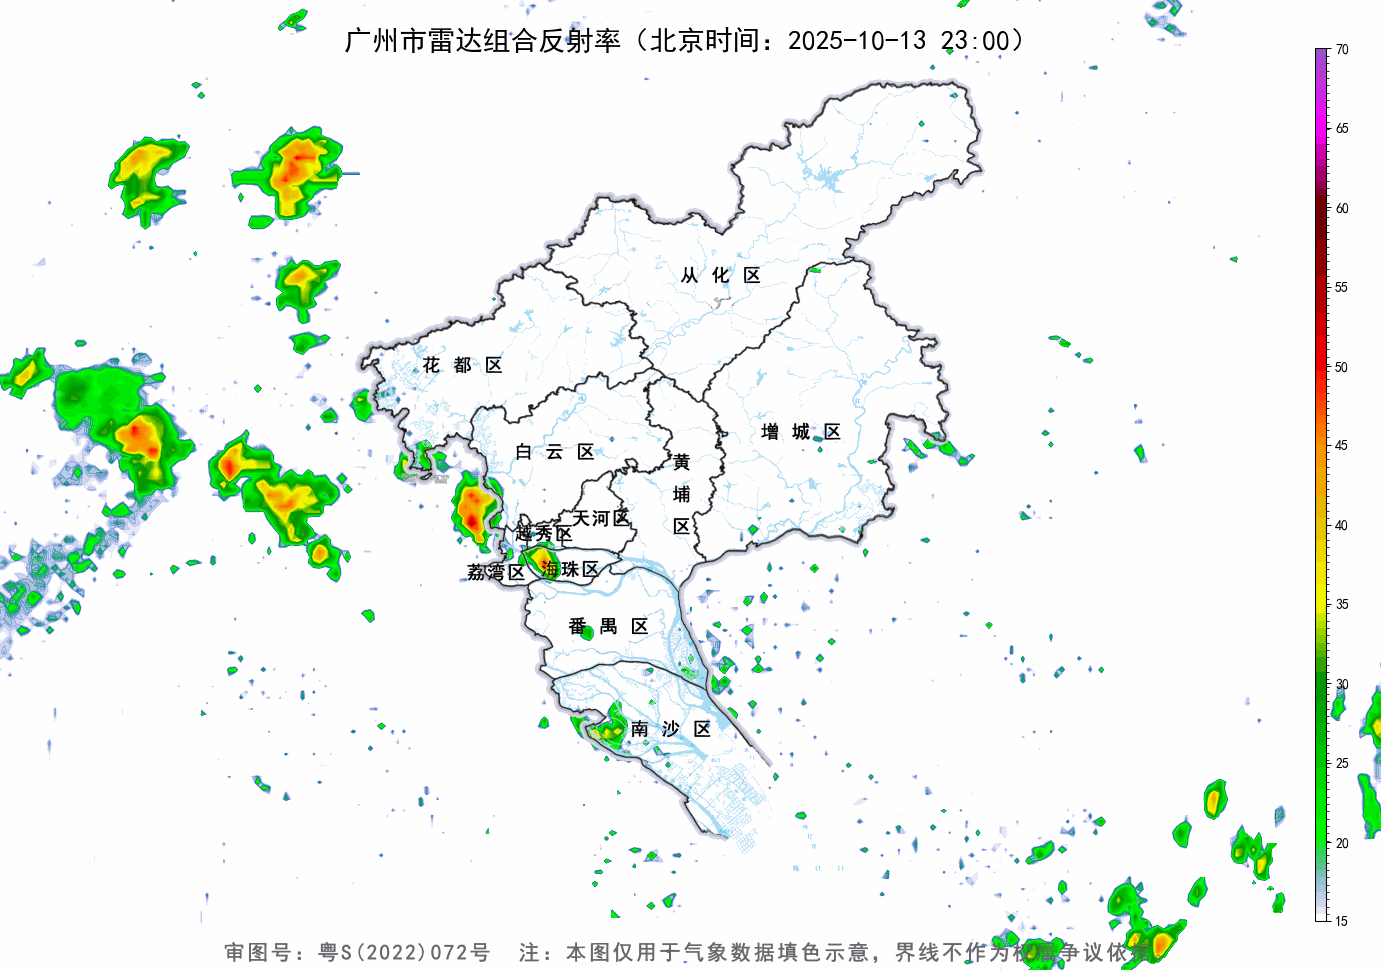 广州市雷达组合反射率（北京时间：2025-10-13 23:00）
70
65
60
55
50
45
40
35
30
25
20
15
从化区
花都区
增城区
白云区
黄埔区
天河区
越秀区
荔湾区
海珠区
番禺区
南沙区
审图号：粤S(2022)072号 注：本图仅用于气象数据填色示意，界线不作为权属争议依据